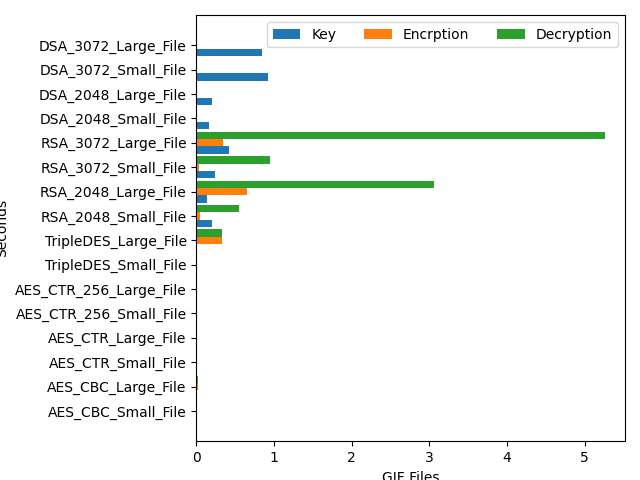 Key Encrption Decryption
DSA_3072_Large_File
DSA_3072_Small_File
DSA_2048_Large_File
DSA_2048_Small_File
RSA_3072_Large_File
RSA_3072_Small_File
RSA_2048_Large_File
RSA_2048_Small_File
TripleDES_Large_File
TripleDES_Small_File
AES_CTR_256_Large_File
AES_CTR_256_Small_File
AES_CTR_Large_File
AES_CTR_Small_File
AES_CBC_Large_File
AES_CBC_Small_File
Seconds
0 1 2 3 4 5
GIF Files